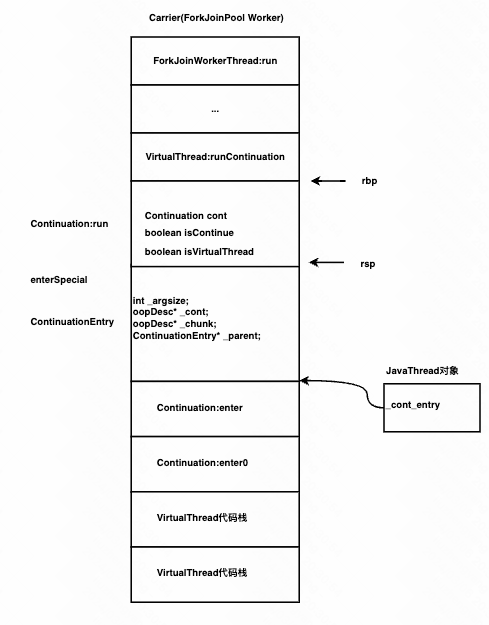 Carrier(ForkJoinPool Worker)
ForkJoinWorkerThread:run
...
VirtualThread:runContinuation
rbp
Continuation:run
Continuation cont
boolean isContinue
boolean isVirtualThread
rsp
enterSpecial
ContinuationEntry
int _argsize;
oopDesc* _cont;
oopDesc* _chunk;
ContinuationEntry* _parent;
JavaThread对象
_cont_entry
Continuation:enter
Continuation:enter0
VirtualThread代码栈
VirtualThread代码栈